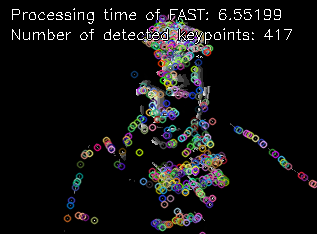 Processing time of FAST: 6.55199
Number of detected keypoints: 417